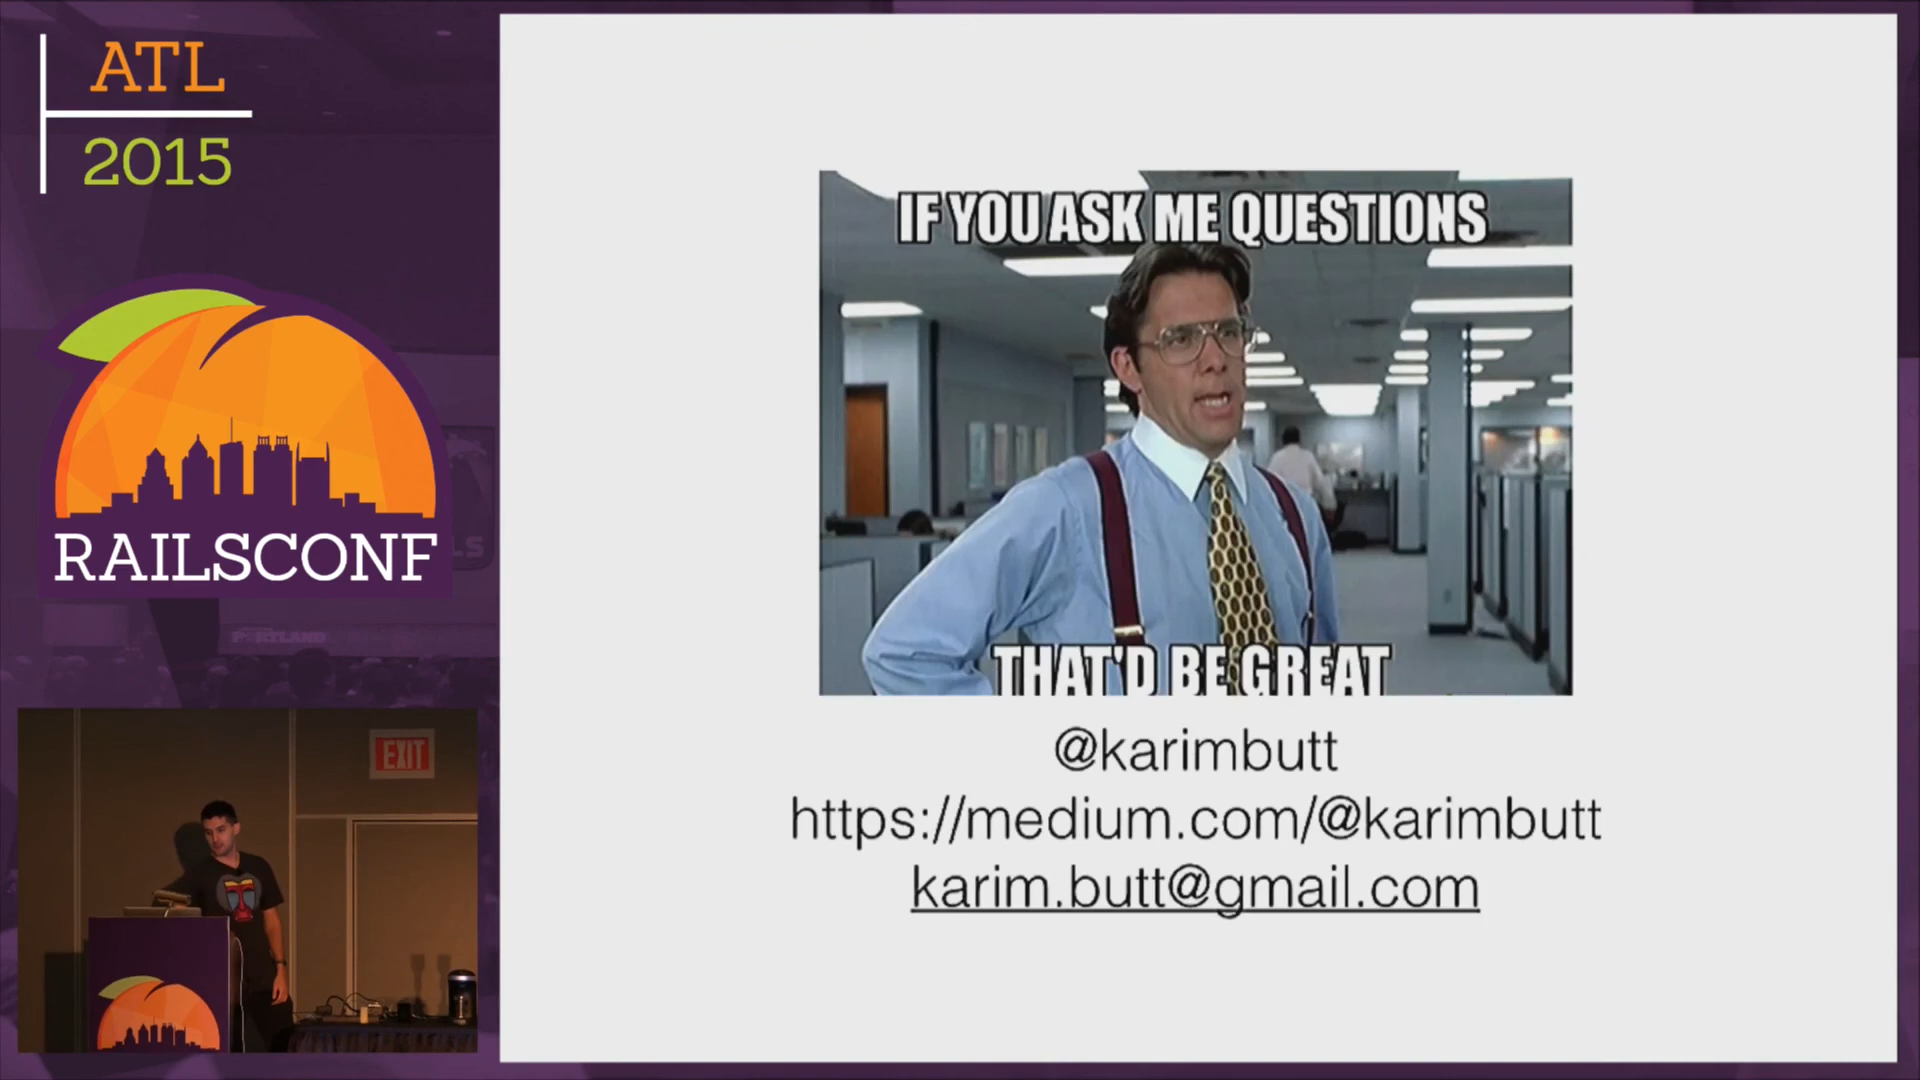 ATL
2015
RAILSCONF
PORTLAND
EXIT
IF YOU ASK ME QUESTIONS
THAT'D BE GREAT
@karimbutt
https://medium.com/@karimbutt
karim.butt@gmail.com